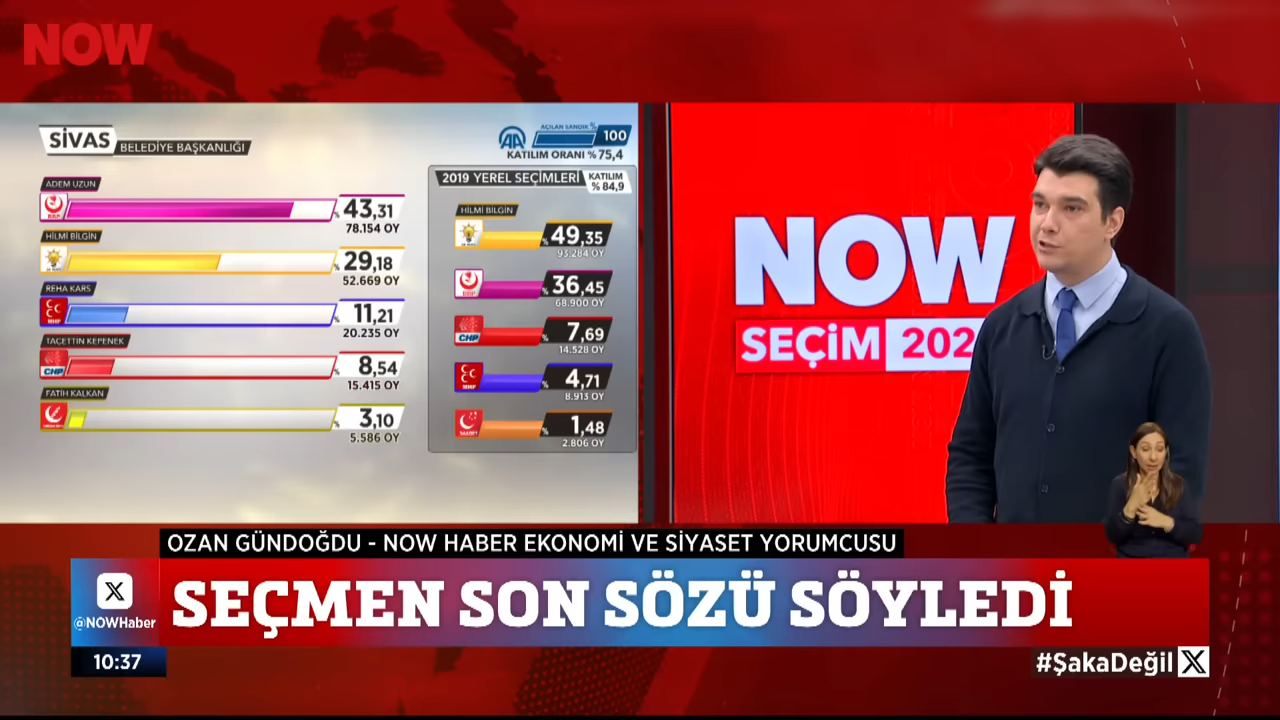 NOW
SİVAS
BELEDİYE BAŞKANLIĞI
AA
AÇILAN SANDIK %
100
KATILIM ORANI %75,4
ADEM UZUN
% 43,31
78.154 OY
HİLMİ BİLGİN
% 29,18
52.669 OY
REHA KARS
MHP
% 11,21
20.235 OY
TACETTİN KEPENEK
CHP
% 8,54
15.415 OY
FATİH KALKAN
% 3,10
5.586 OY
2019 YEREL SEÇİMLERİ
KATILIM
% 84,9
HİLMİ BİLGİN
% 49,35
93.284 OY
% 36,45
68.900 OY
CHP
% 7,69
14.528 OY
MHP
% 4,71
8.913 OY
SAADET
% 1,48
2.806 OY
NOW
SEÇİM 202
OZAN GÜNDOĞDU - NOW HABER EKONOMİ VE SİYASET YORUMCUSU
X
@NOWHaber
SEÇMEN SON SÖZÜ SÖYLEDİ
10:37
#ŞakaDeğil X